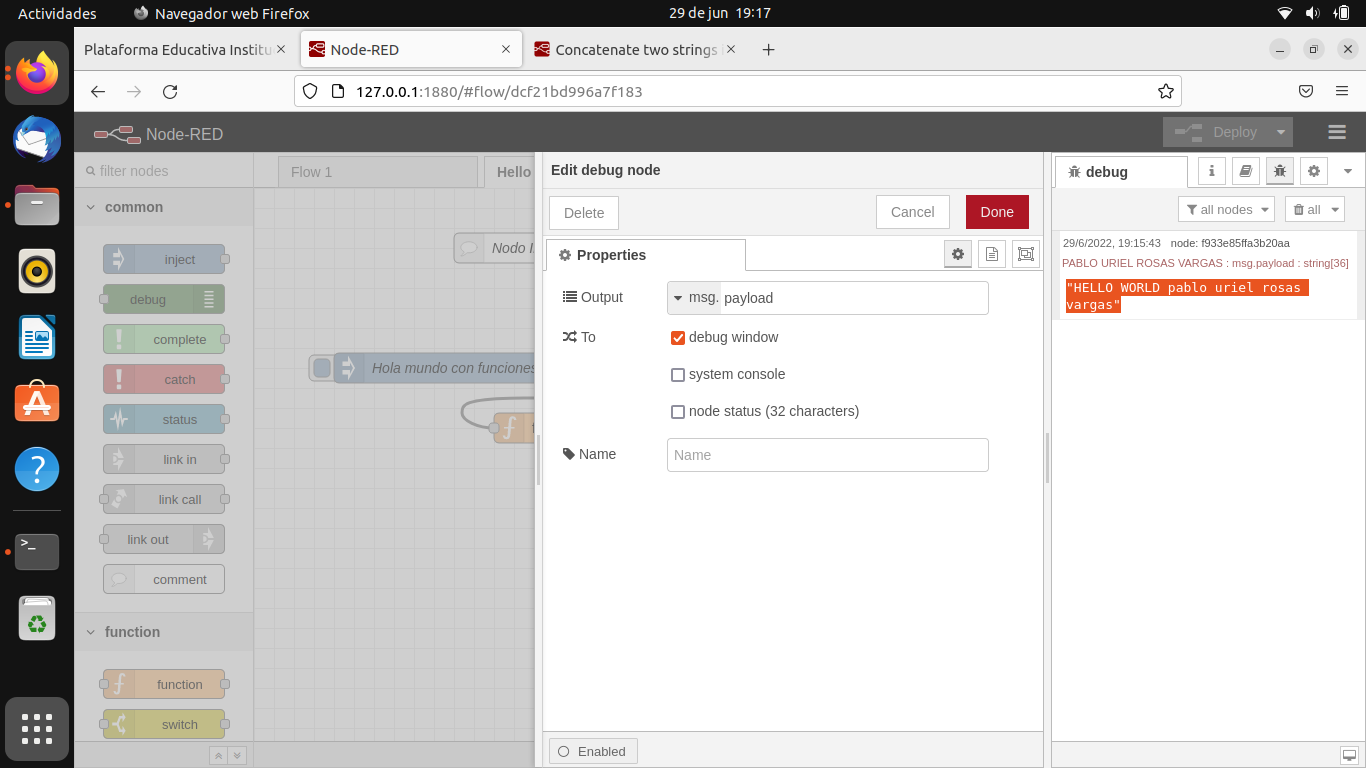 Actividades
Navegador web Firefox
29 de jun 19:17
Plataforma Educativa Institu
Node-RED
Concatenate two strings
127.0.0.1:1880/#flow/dcf21bd996a7f183
Node-RED
Deploy
filter nodes
common
inject
debug
complete
catch
status
link in
link call
link out
comment
function
function
switch
Flow 1
Hello
Nodo I
Hola mundo con funciones
Edit debug node
Delete
Cancel
Done
Properties
Output
msg.
payload
To
debug window
system console
node status (32 characters)
Name
Name
Enabled
debug
all nodes
all
29/6/2022, 19:15:43 node: f933e85ffa3b20aa
PABLO URIEL ROSAS VARGAS : msg.payload : string[36]
"HELLO WORLD pablo uriel rosas
vargas"